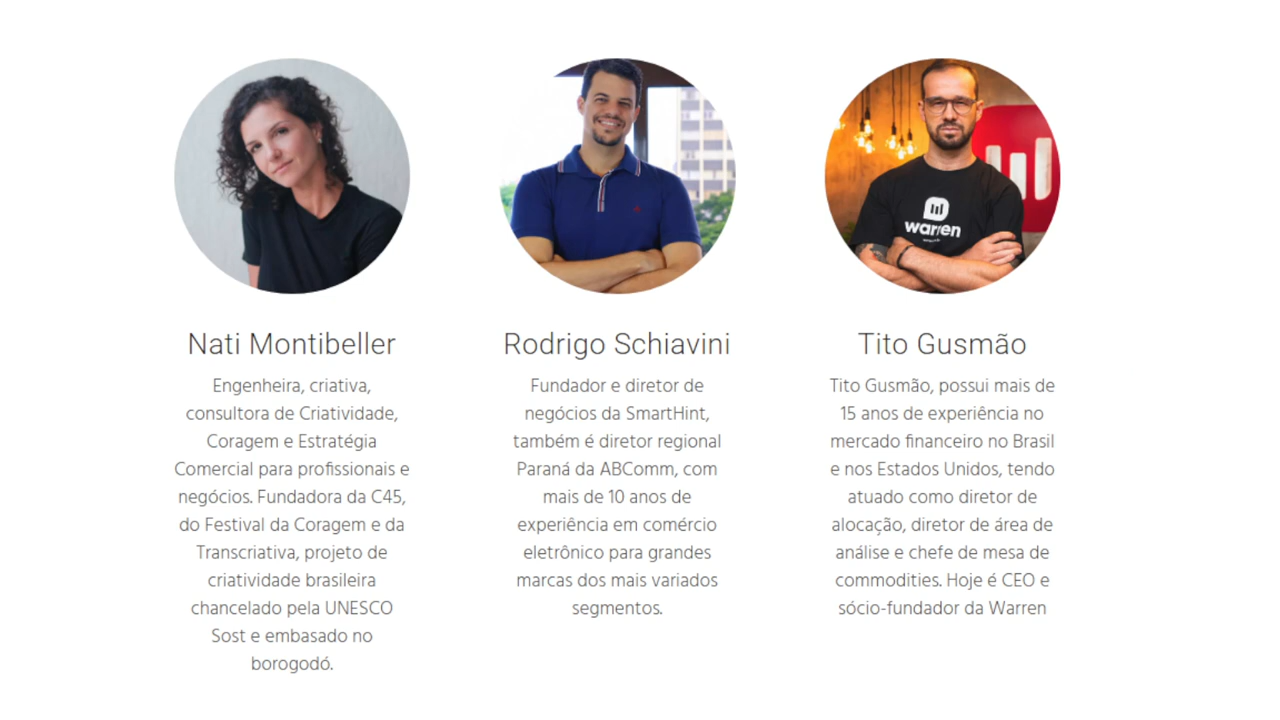 warren
Nati Montibeller
Engenheira, criativa,
consultora de Criatividade,
Coragem e Estratégia
Comercial para profissionais e
negócios. Fundadora da C45,
do Festival da Coragem e da
Transcriativa, projeto de
criatividade brasileira
chancelado pela UNESCO
Sost e embasado no
borogodó.
Rodrigo Schiavini
Fundador e diretor de
negócios da SmartHint,
também é diretor regional
Paraná da ABComm, com
mais de 10 anos de
experiência em comércio
eletrônico para grandes
marcas dos mais variados
segmentos.
Tito Gusmão
Tito Gusmão, possui mais de
15 anos de experiência no
mercado financeiro no Brasil
e nos Estados Unidos, tendo
atuado como diretor de
alocação, diretor de área de
análise e chefe de mesa de
commodities. Hoje é CEO e
sócio-fundador da Warren